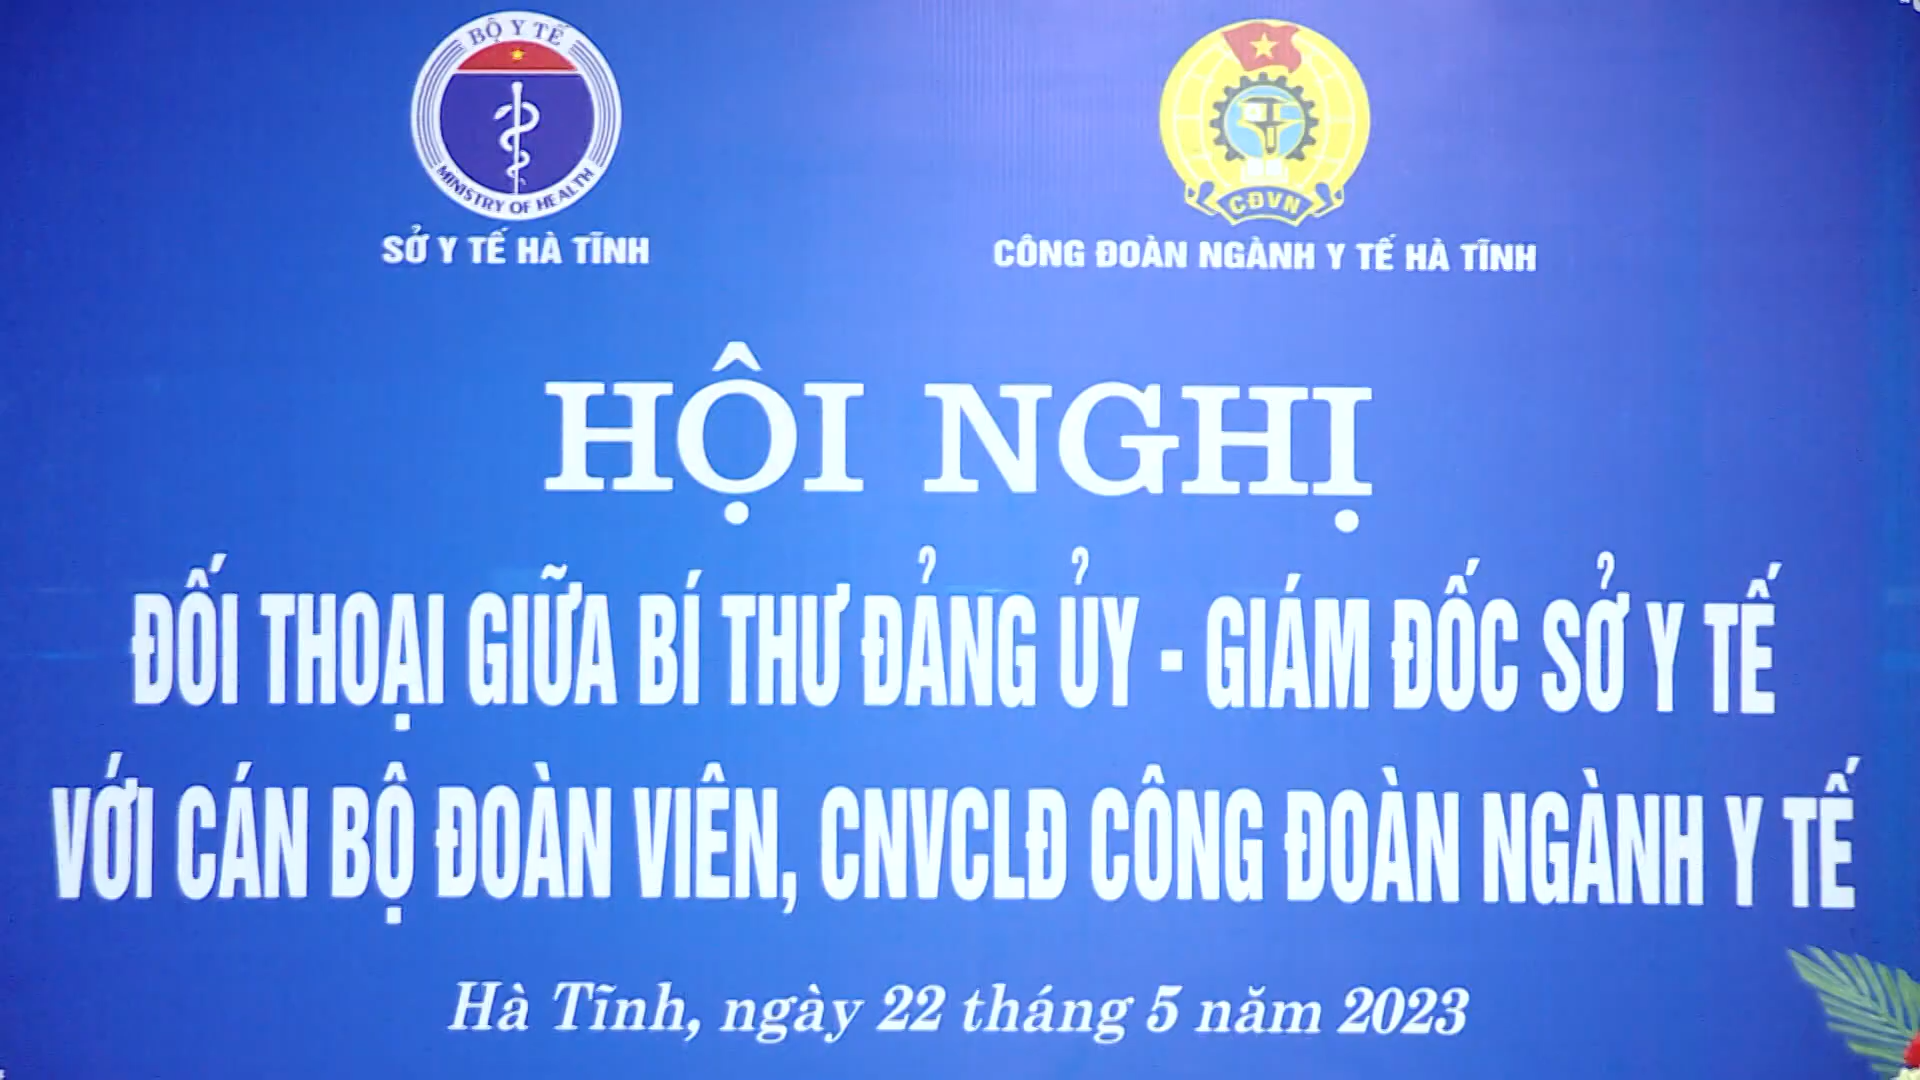 BỘ Y TẾ
MINISTRY OF HEALTH
SỞ Y TẾ HÀ TĨNH
CĐVN
CÔNG ĐOÀN NGÀNH Y TẾ HÀ TĨNH
HỘI NGHỊ
ĐỐI THOẠI GIỮA BÍ THƯ ĐẢNG ỦY - GIÁM ĐỐC SỞ Y TẾ
VỚI CÁN BỘ ĐOÀN VIÊN, CNVCLĐ CÔNG ĐOÀN NGÀNH Y TẾ
Hà Tĩnh, ngày 22 tháng 5 năm 2023